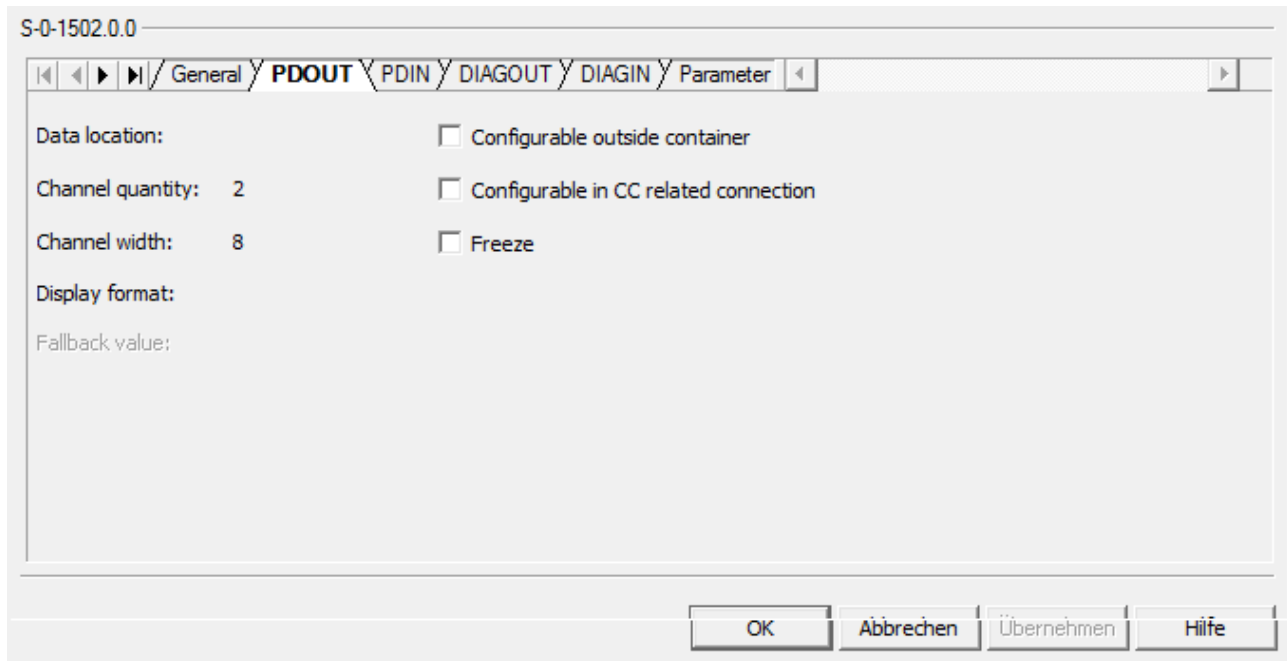 S-0-1502.0.0
General PDOUT PDIN DIAGOUT DIAGIN Parameter
Data location: Configurable outside container
Channel quantity: 2 Configurable in CC related connection
Channel width: 8 Freeze
Display format:
Fallback value:
OK Abbrechen Übernehmen Hilfe